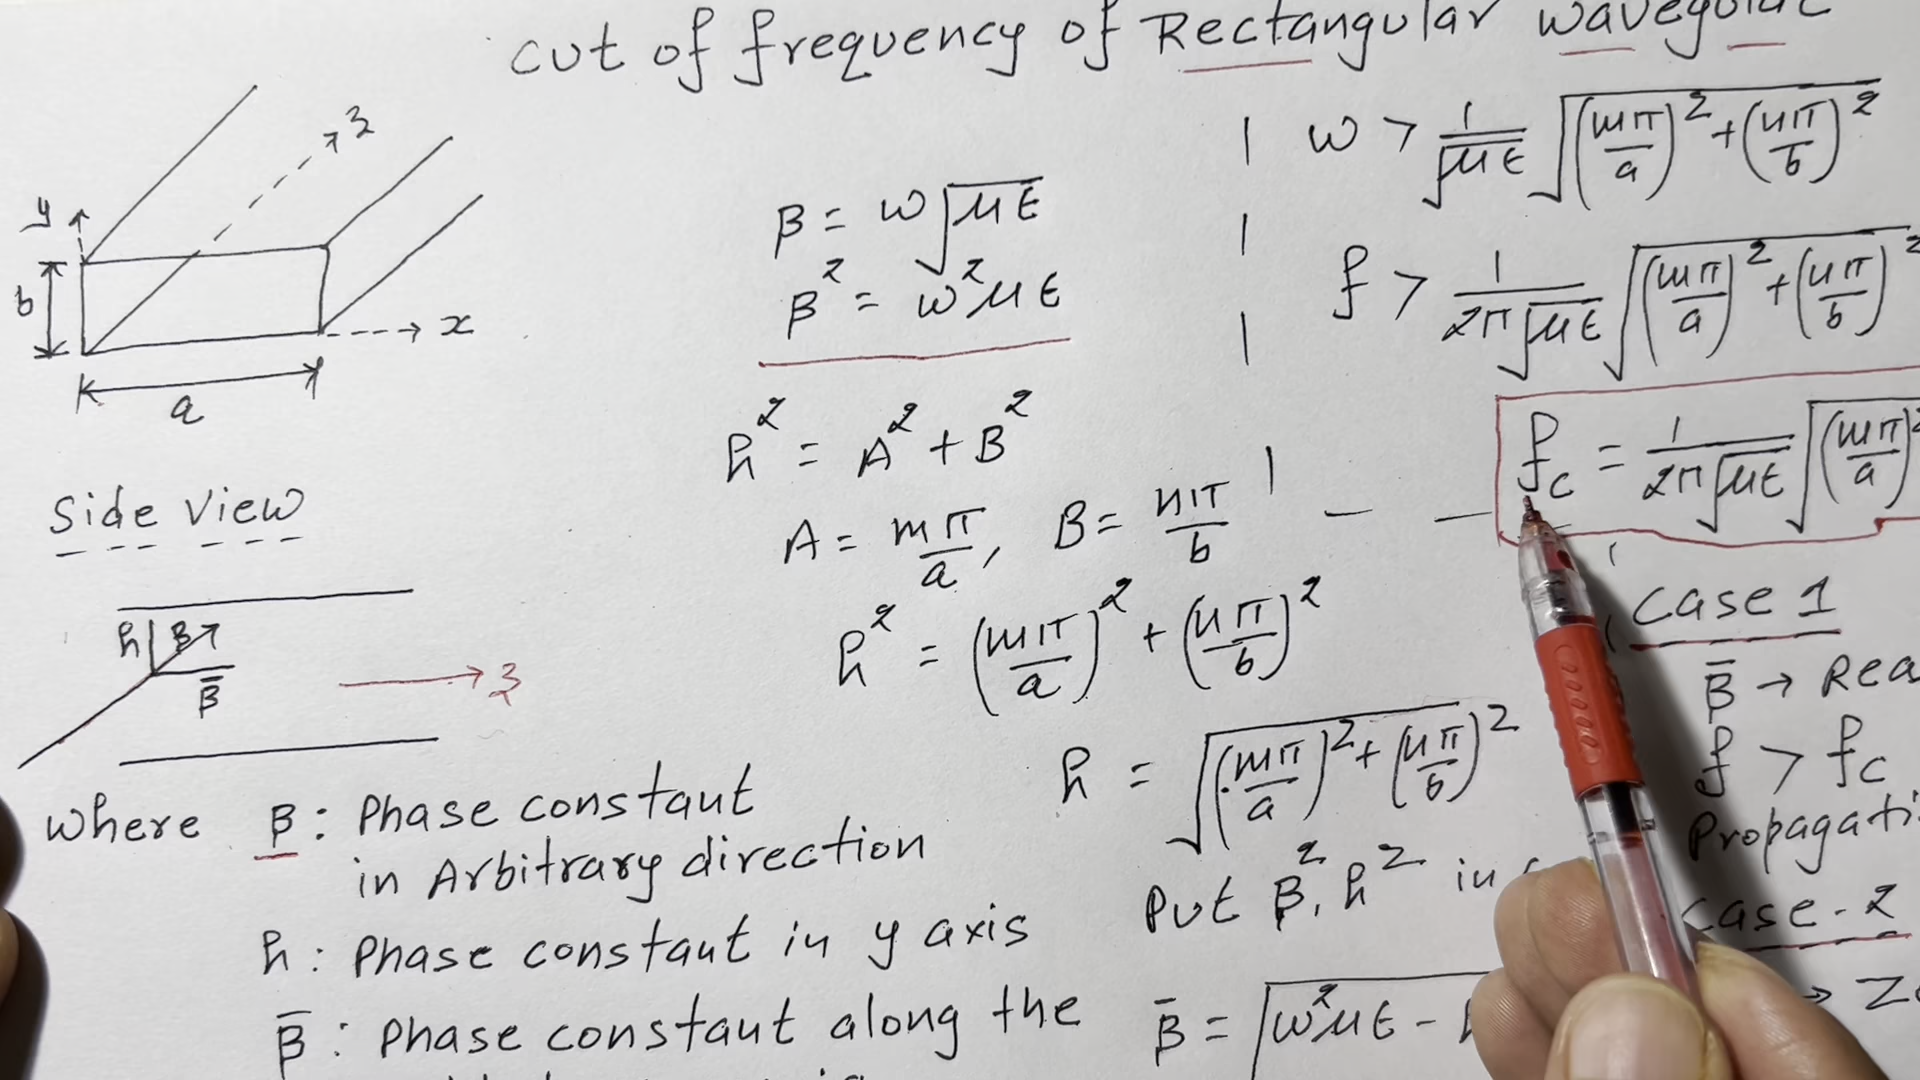 cut of frequency of Rectangular waveguide
y
z
b
x
a
Side View
h B
B̄
z
where β : Phase constant
in Arbitrary direction
h : Phase constant in y axis
β̄ : Phase constant along the
β = ω√με
β² = ω²με
h² = A² + B²
A = mπ/a, B = nπ/b
h² = (mπ/a)² + (nπ/b)²
h = √(mπ/a)² + (nπ/b)²
Put β², h² in
β̄ = √ω²με -
ω > 1/√με √(mπ/a)² + (nπ/b)²
f > 1/2π√με √(mπ/a)² + (nπ/b)²
fc = 1/2π√με √(mπ/a)²
Case 1
β̄ → Rea
f > fc
Propagati
Case - 2
→ Ze